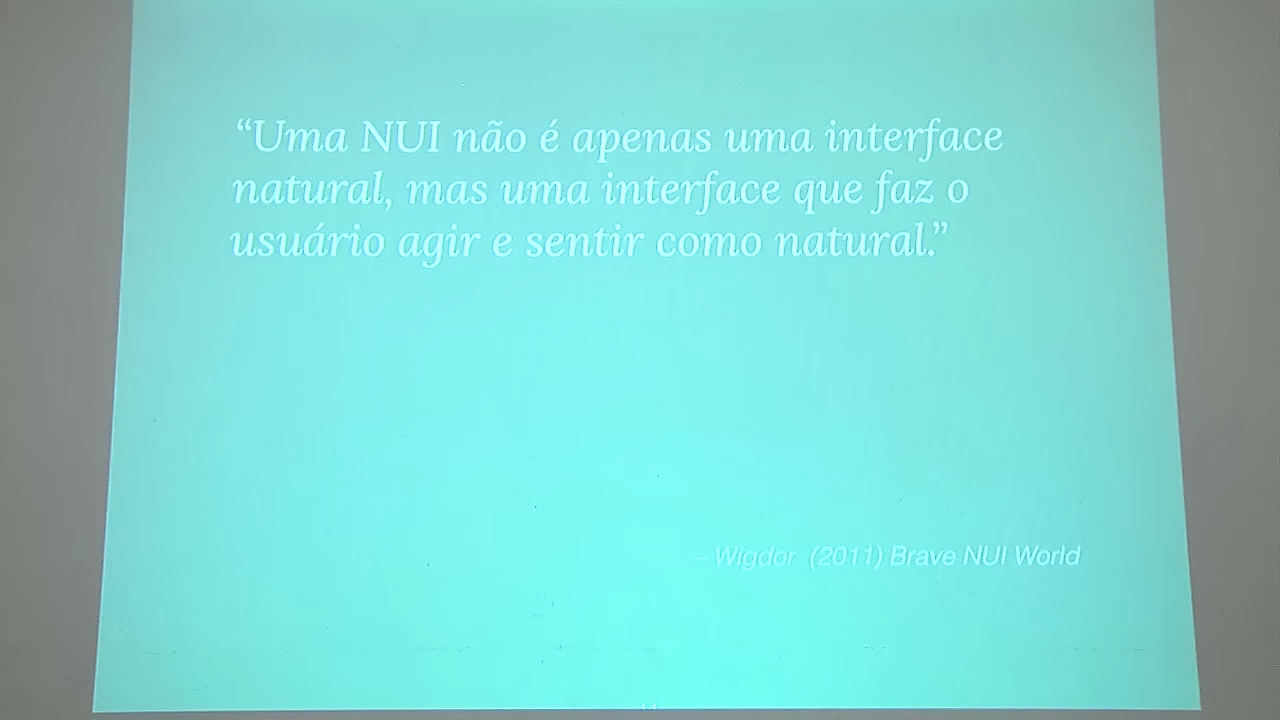 “Uma NUI não é apenas uma interface
natural, mas uma interface que faz o
usuário agir e sentir como natural.”
– Wigdor (2011) Brave NUI World